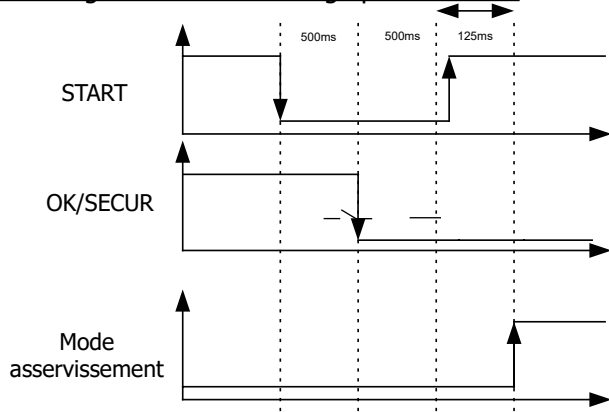 500ms 500ms 125ms
START
OK/SECUR
Mode
asservissement